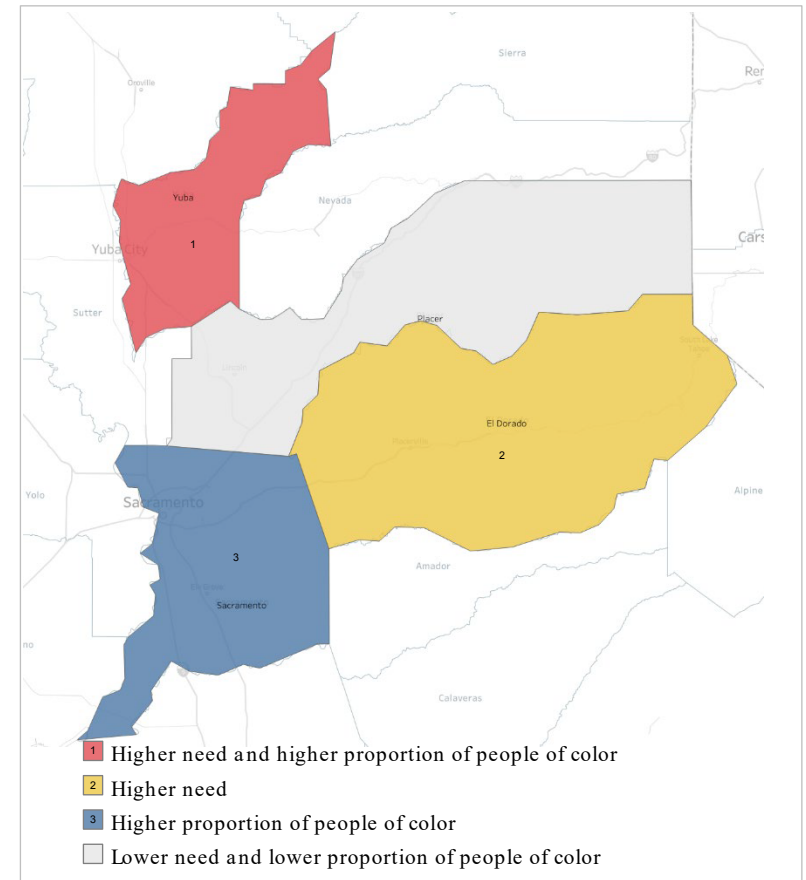 Sierra
Oroville
Yuba
Nevada
1
Yuba City
Sutter
Placer
Lincoln
El Dorado
2
Sacramento
Yolo
Alpine
3
Amador
Sacramento
Calaveras
1 Higher need and higher proportion of people of color
2 Higher need
3 Higher proportion of people of color
Lower need and lower proportion of people of color